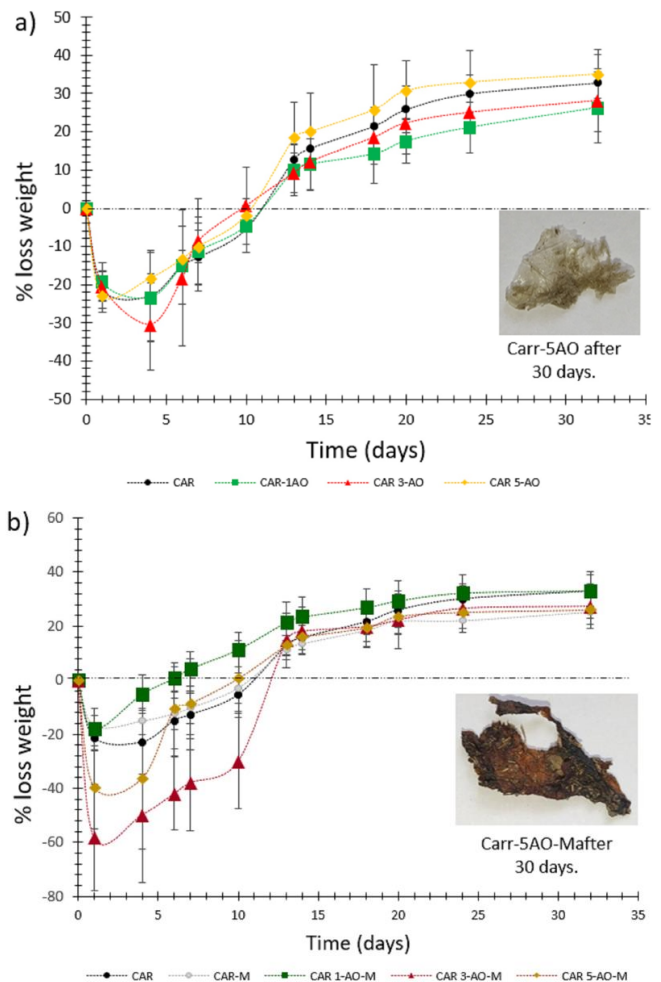 a)
50
40
30
20
10
0
-10
-20
-30
-40
-50
% loss weight
0 5 10 15 20 25 30 35
Carr-5AO after
30 days.
Time (days)
CAR CAR-1AO CAR 3-AO CAR 5-AO
b)
60
40
20
0
-20
-40
-60
-80
% loss weight
0 5 10 15 20 25 30 35
Carr-5AO-Mafter
30 days.
Time (days)
CAR CAR-M CAR 1-AO-M CAR 3-AO-M CAR 5-AO-M